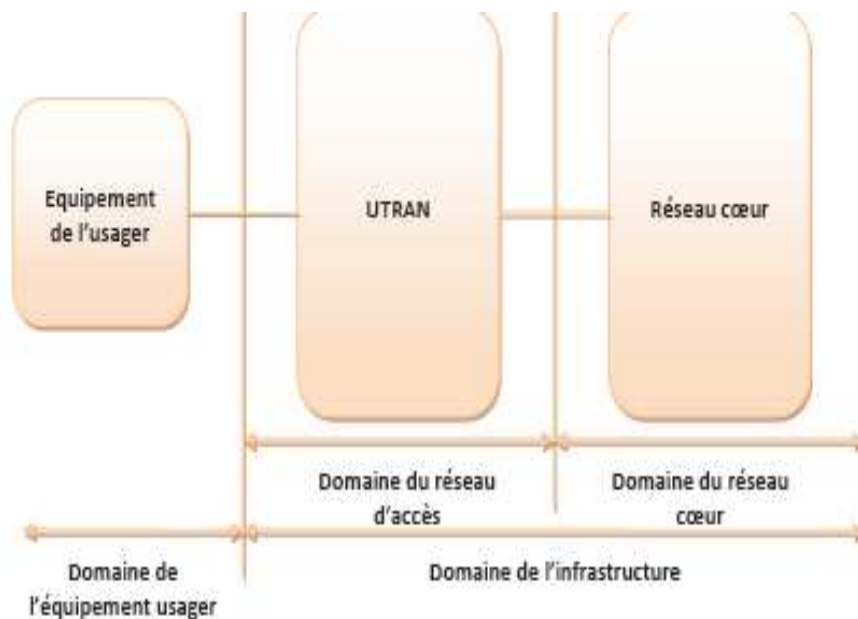 Equipement
de l'usager
UTRAN
Réseau cœur
Domaine du réseau
d'accès
Domaine du réseau
cœur
Domaine de
l'équipement usager
Domaine de l'infrastructure